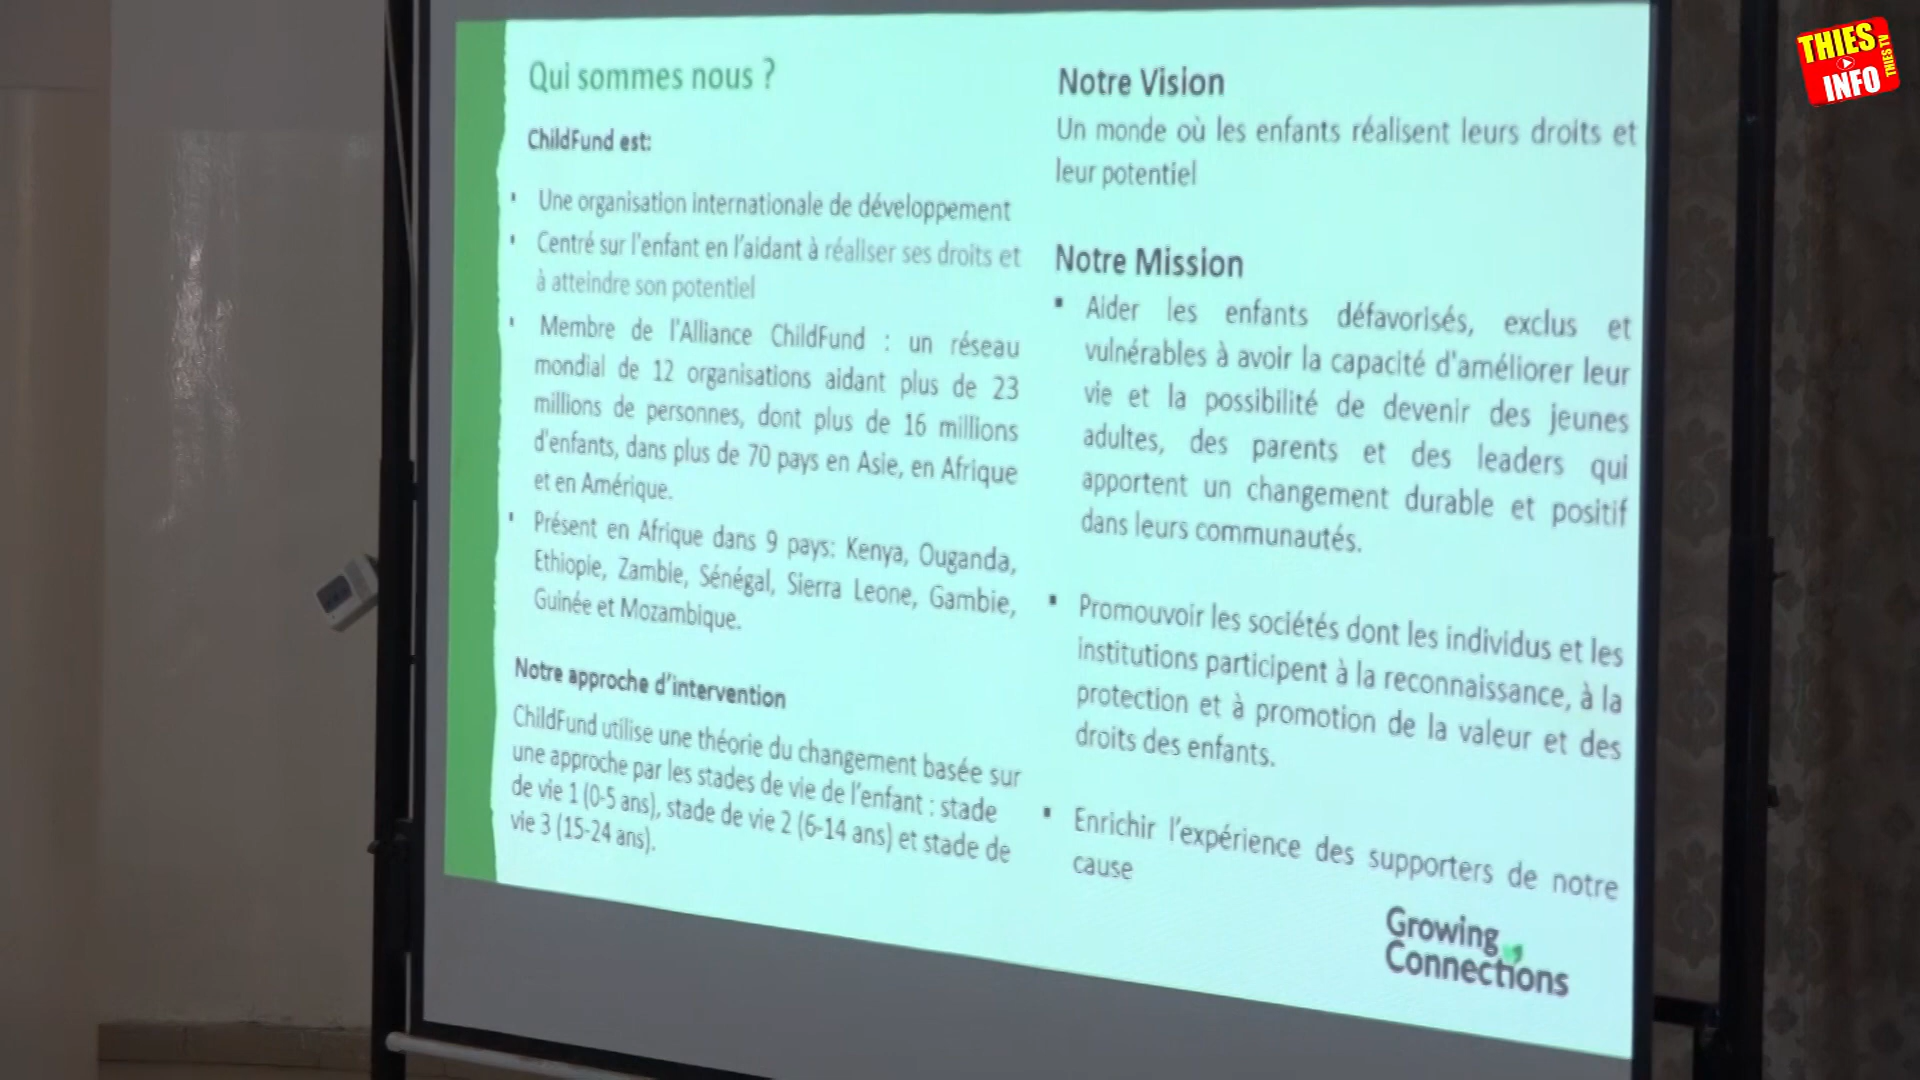 Qui sommes nous ?
ChildFund est:
▪ Une organisation internationale de développement
▪ Centré sur l'enfant en l'aidant à réaliser ses droits et
à atteindre son potentiel
▪ Membre de l'Alliance ChildFund : un réseau
mondial de 12 organisations aidant plus de 23
millions de personnes, dont plus de 16 millions
d'enfants, dans plus de 70 pays en Asie, en Afrique
et en Amérique.
▪ Présent en Afrique dans 9 pays: Kenya, Ouganda,
Ethiopie, Zambie, Sénégal, Sierra Leone, Gambie,
Guinée et Mozambique.
Notre approche d'intervention
ChildFund utilise une théorie du changement basée sur
une approche par les stades de vie de l'enfant : stade
de vie 1 (0-5 ans), stade de vie 2 (6-14 ans) et stade de
vie 3 (15-24 ans).
Notre Vision
Un monde où les enfants réalisent leurs droits et
leur potentiel
Notre Mission
▪ Aider les enfants défavorisés, exclus et
vulnérables à avoir la capacité d'améliorer leur
vie et la possibilité de devenir des jeunes
adultes, des parents et des leaders qui
apportent un changement durable et positif
dans leurs communautés.
▪ Promouvoir les sociétés dont les individus et les
institutions participent à la reconnaissance, à la
protection et à promotion de la valeur et des
droits des enfants.
▪ Enrichir l'expérience des supporters de notre
cause
Growing
Connections
THIES
INFO
THIES TV